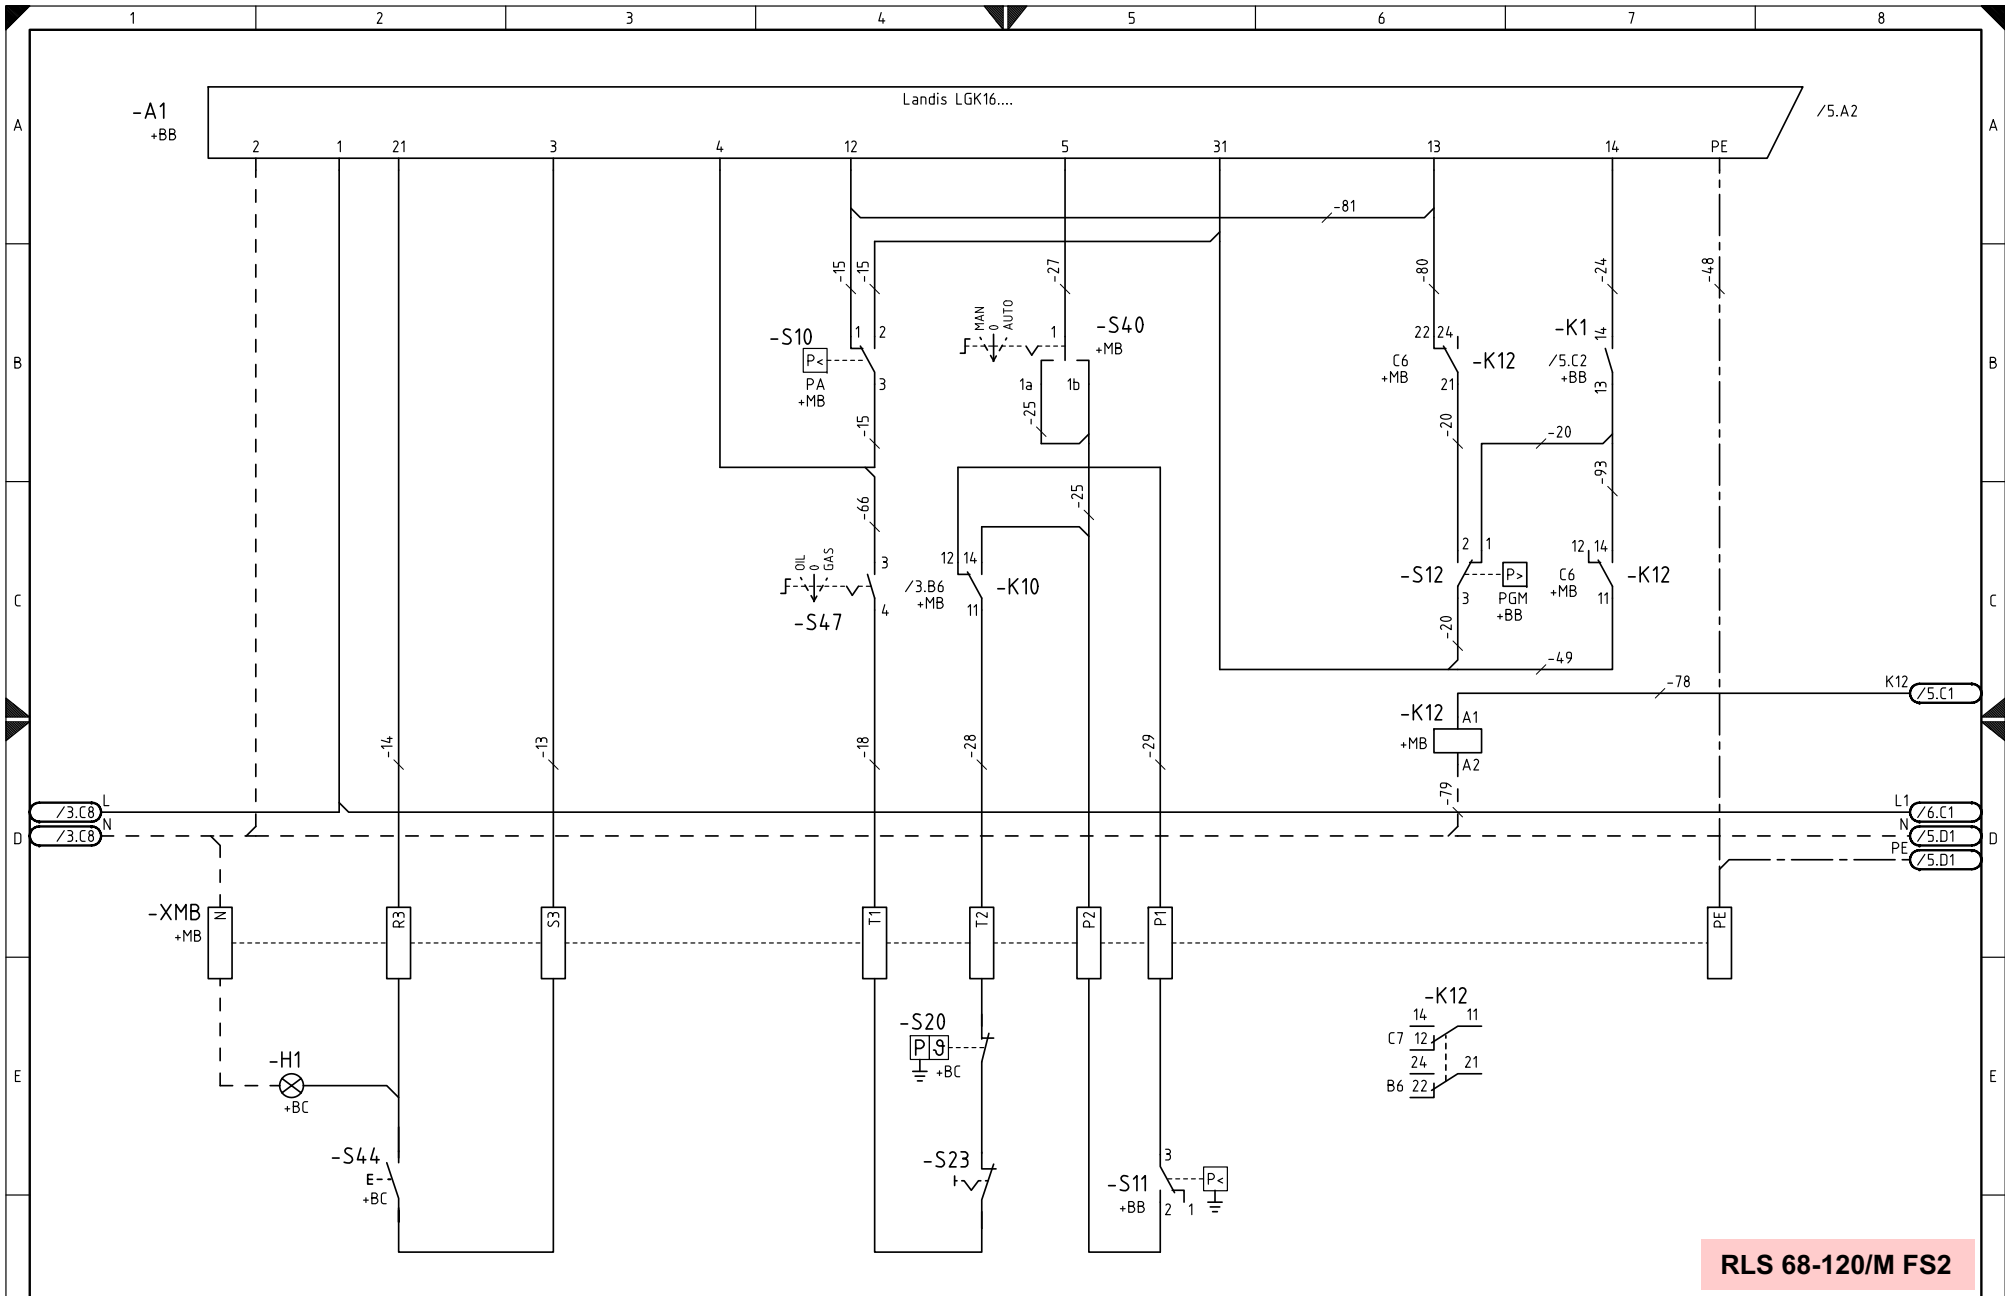 1 2 3 4 5 6 7 8
Landis LGK16....
-A1
+BB
/5.A2
A A
2 1 21 3 4 12 5 31 13 14 PE
-81
-15 -15 -27 -80 -24 -48
MAN 0 AUTO
-S10 1 2
P<
PA
+MB
3
1 -S40
+MB
1a 1b
22 24
C6
+MB
-K12
21
-K1 14
/5.C2
+BB
13
B B
-15 -25 -20 -20
-93
-66 -25
OIL 0 GAS
3
-S47
4
12 14
/3.B6
+MB
-K10
11
2 1
-S12
P>
3
PGM
+BB
12 14
C6
+MB
-K12
11
C C
-20
-49
-78
K12
/5.C1
-K12 A1
+MB
A2
-14 -13 -18 -28 -29
-79
L
/3.C8
N
/3.C8
L1
/6.C1
N
/5.D1
PE
/5.D1
D D
-XMB
+MB
N R3 S3 T1 T2 P2 P1 PE
-K12
14 11
C7 12
24 21
B6 22
-S20
P ϑ
+BC
-H1
+BC
E E
-S44
E
+BC
-S23
3
-S11
+BB
P<
2 1
RLS 68-120/M FS2